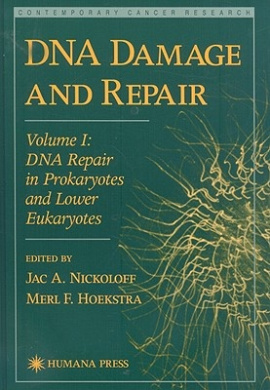 CONTEMPORARY CANCER RESEARCH
DNA DAMAGE
AND REPAIR
Volume I:
DNA Repair
in Prokaryotes
and Lower
Eukaryotes
EDITED BY
JAC A. NICKOLOFF
MERL F. HOEKSTRA
HUMANA PRESS